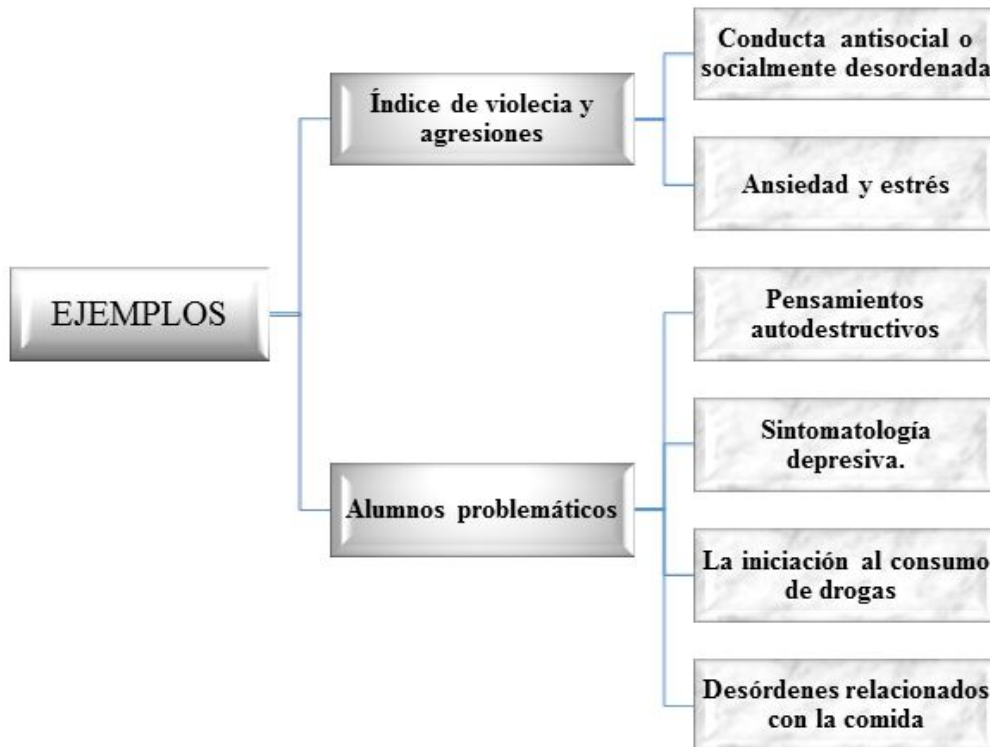 EJEMPLOS
Índice de violecia y
agresiones
Conducta antisocial o
socialmente desordenada
Ansiedad y estrés
Alumnos problemáticos
Pensamientos
autodestructivos
Sintomatología
depresiva.
La iniciación al consumo
de drogas
Desórdenes relacionados
con la comida